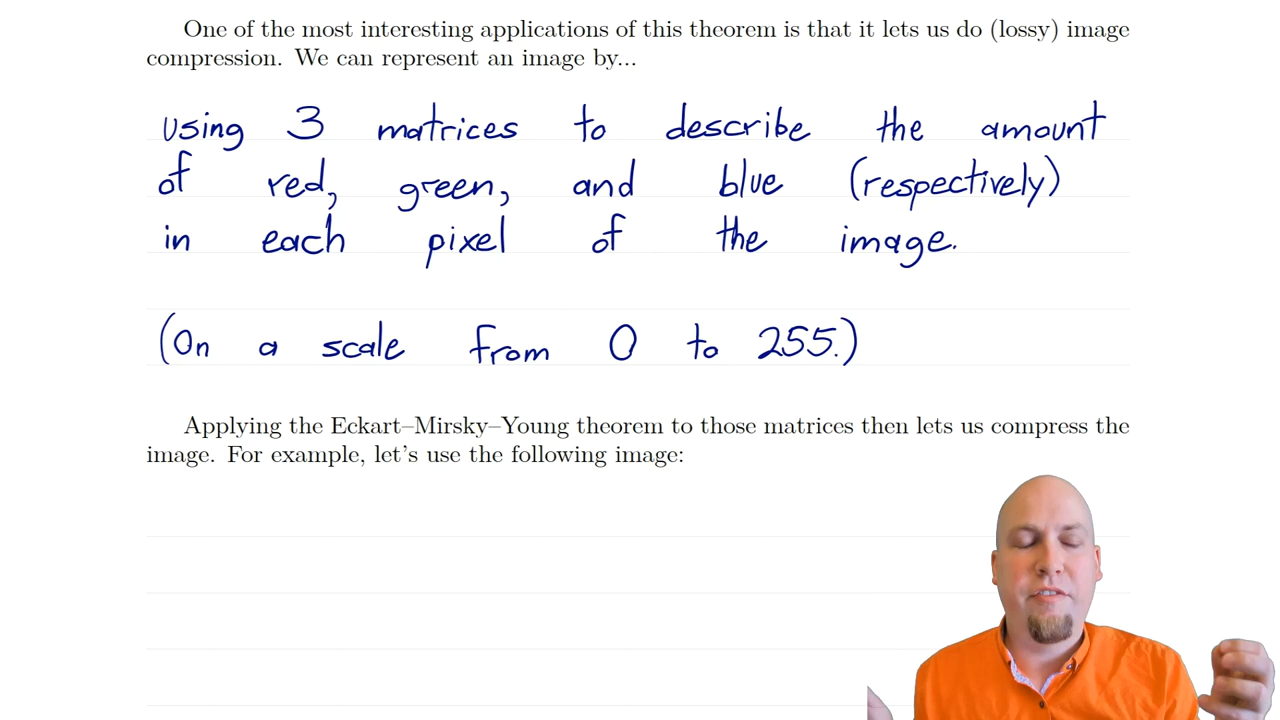 One of the most interesting applications of this theorem is that it lets us do (lossy) image
compression. We can represent an image by...
using 3 matrices to describe the amount
of red, green, and blue (respectively)
in each pixel of the image.
(On a scale from 0 to 255.)
Applying the Eckart–Mirsky–Young theorem to those matrices then lets us compress the
image. For example, let's use the following image: